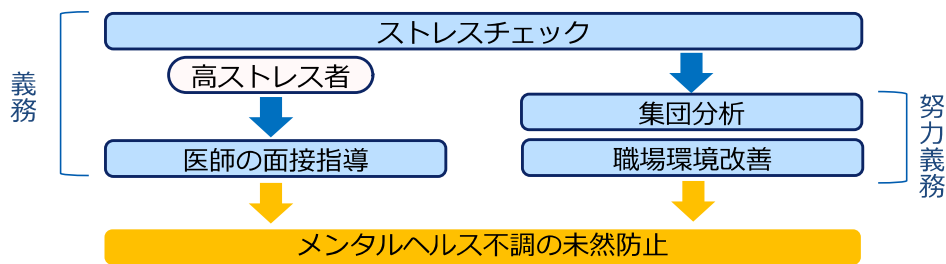 ストレスチェック
義務
高ストレス者
医師の面接指導
集団分析
職場環境改善
努力義務
メンタルヘルス不調の未然防止